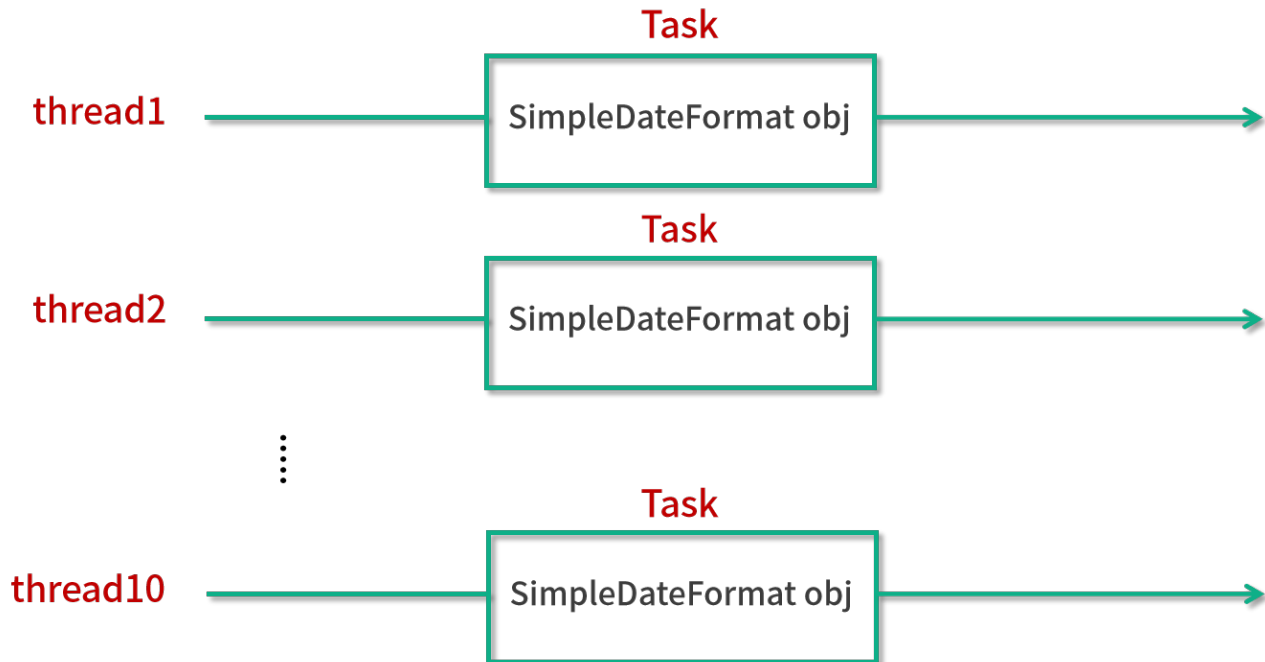 Task
thread1
SimpleDateFormat obj
Task
thread2
SimpleDateFormat obj
Task
thread10
SimpleDateFormat obj